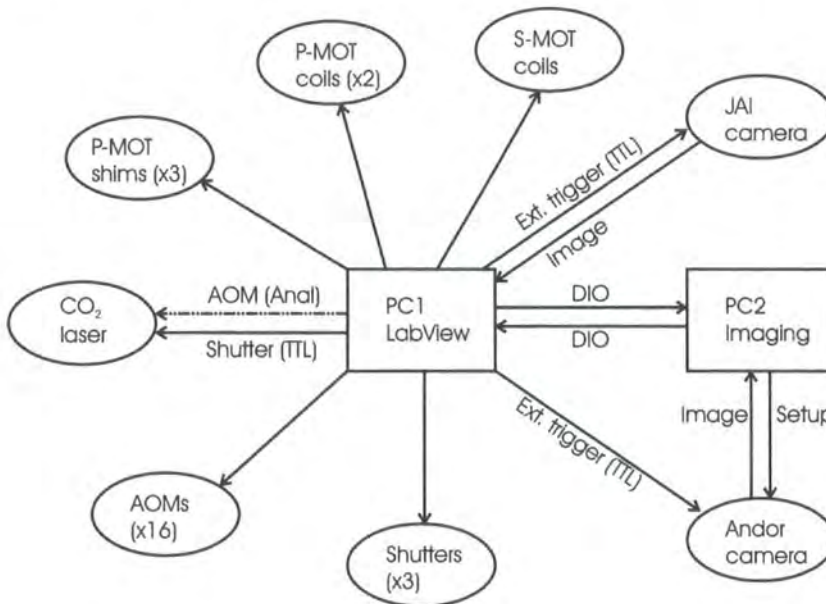 P-MOT
coils (x2)
S-MOT
coils
JAI
camera
P-MOT
shims (x3)
Ext. trigger (TTL)
Image
CO₂
laser
AOM (Anal)
Shutter (TTL)
PC1
LabView
DIO
DIO
PC2
Imaging
Ext. trigger (TTL)
Image
Setup
AOMs
(x16)
Shutters
(x3)
Andor
camera